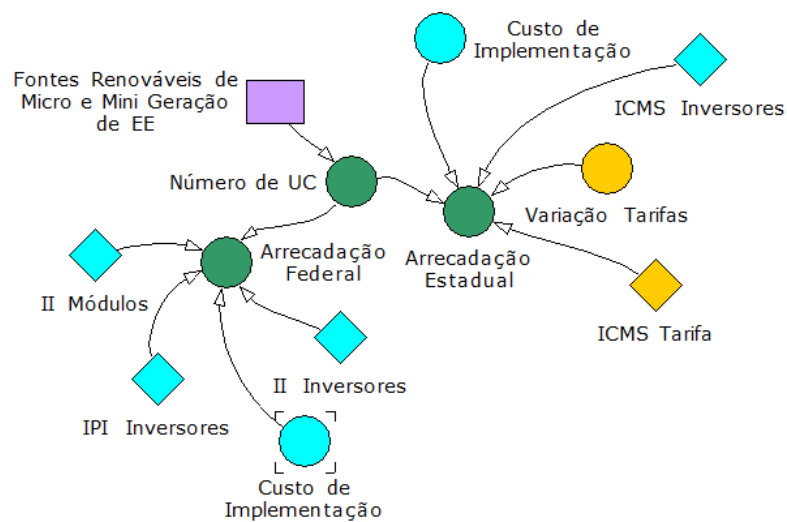 Custo de
Implementação
Fontes Renováveis de
Micro e Mini Geração
de EE
ICMS Inversores
Número de UC
Variação Tarifas
Arrecadação
Federal
Arrecadação
Estadual
II Módulos
ICMS Tarifa
II Inversores
IPI Inversores
Custo de
Implementação